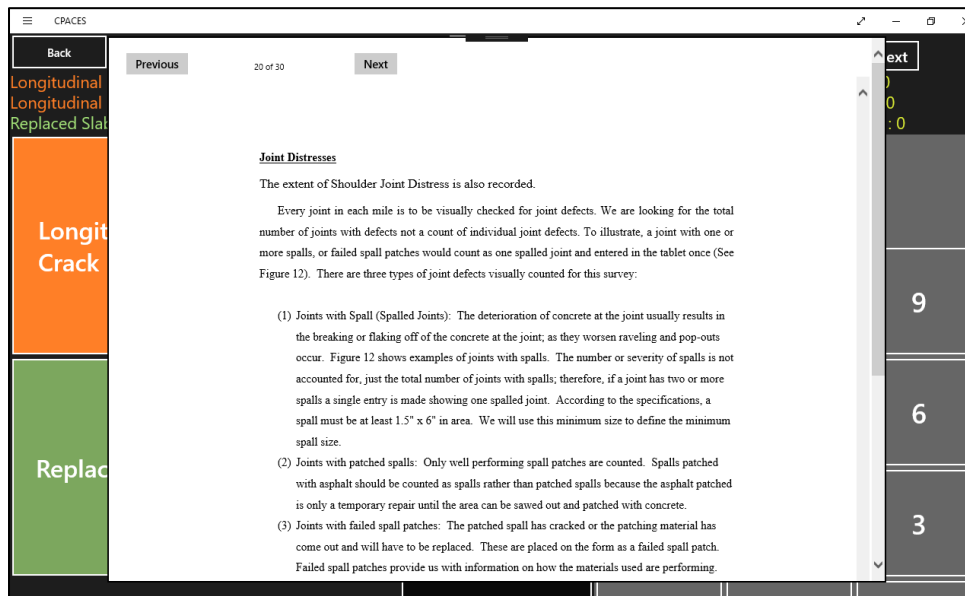 CPACES
Back
Previous
20 of 30
Next
ext
Longitudinal
Longitudinal
Replaced Slab
0
: 0
Joint Distresses
The extent of Shoulder Joint Distress is also recorded.
Every joint in each mile is to be visually checked for joint defects. We are looking for the total
number of joints with defects not a count of individual joint defects. To illustrate, a joint with one or
more spalls, or failed spall patches would count as one spalled joint and entered in the tablet once (See
Figure 12). There are three types of joint defects visually counted for this survey:
(1) Joints with Spall (Spalled Joints): The deterioration of concrete at the joint usually results in
the breaking or flaking off of the concrete at the joint; as they worsen raveling and pop-outs
occur. Figure 12 shows examples of joints with spalls. The number or severity of spalls is not
accounted for, just the total number of joints with spalls; therefore, if a joint has two or more
spalls a single entry is made showing one spalled joint. According to the specifications, a
spall must be at least 1.5" x 6" in area. We will use this minimum size to define the minimum
spall size.
(2) Joints with patched spalls: Only well performing spall patches are counted. Spalls patched
with asphalt should be counted as spalls rather than patched spalls because the asphalt patched
is only a temporary repair until the area can be sawed out and patched with concrete.
(3) Joints with failed spall patches: The patched spall has cracked or the patching material has
come out and will have to be replaced. These are placed on the form as a failed spall patch.
Failed spall patches provide us with information on how the materials used are performing.
Longit
Crack
Replac
9
6
3